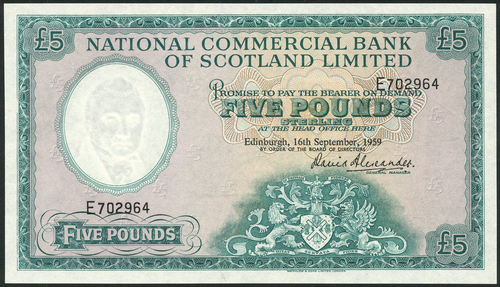 £5 £5
NATIONAL COMMERCIAL BANK
OF SCOTLAND LIMITED
PROMISE TO PAY THE BEARER ON DEMAND
E702964
FIVE POUNDS
STERLING
AT THE HEAD OFFICE HERE
Edinburgh, 16th September, 1959
BY ORDER OF THE BOARD OF DIRECTORS
David Alexander
GENERAL MANAGER
E702964
FIVE POUNDS
£5